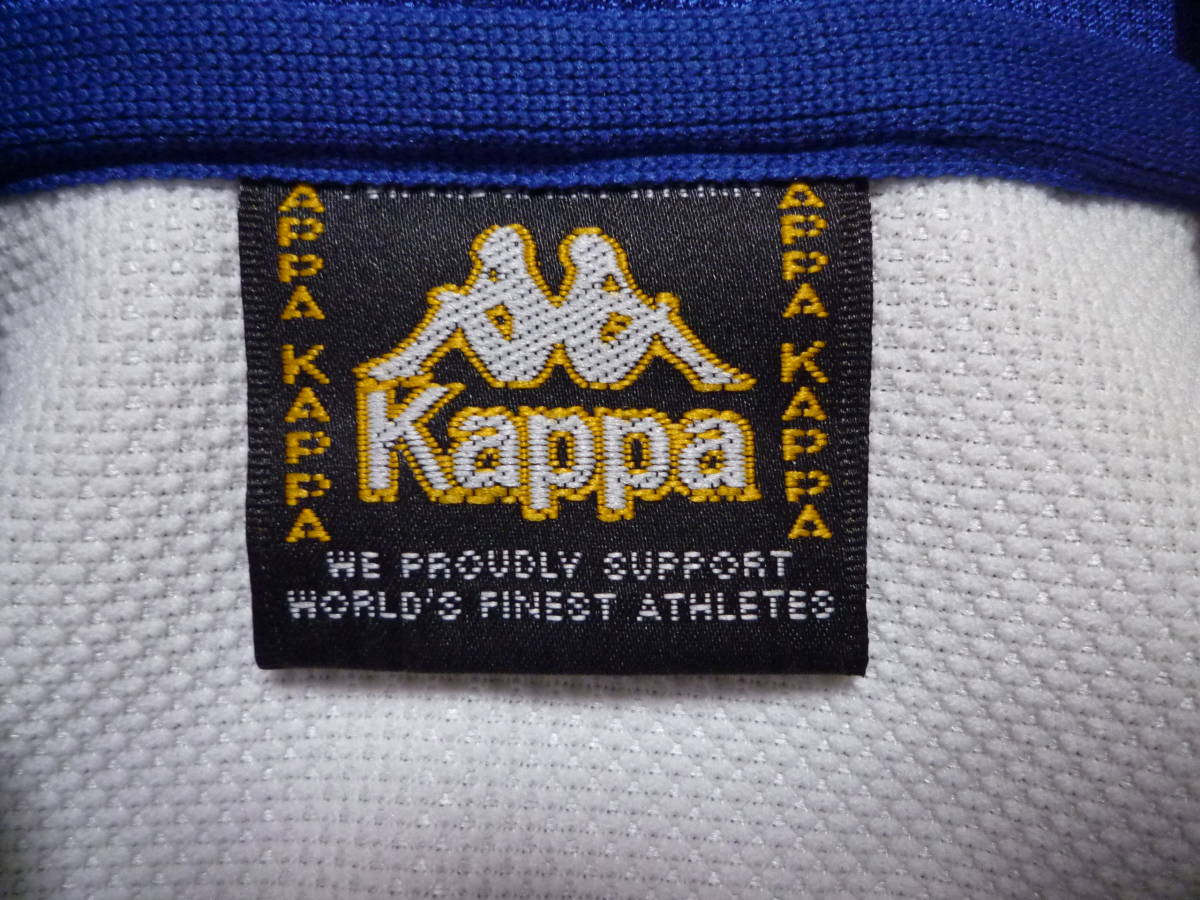 APPA KAPPA
Kappa
APPA KAPPA
WE PROUDLY SUPPORT
WORLD'S FINEST ATHLETES